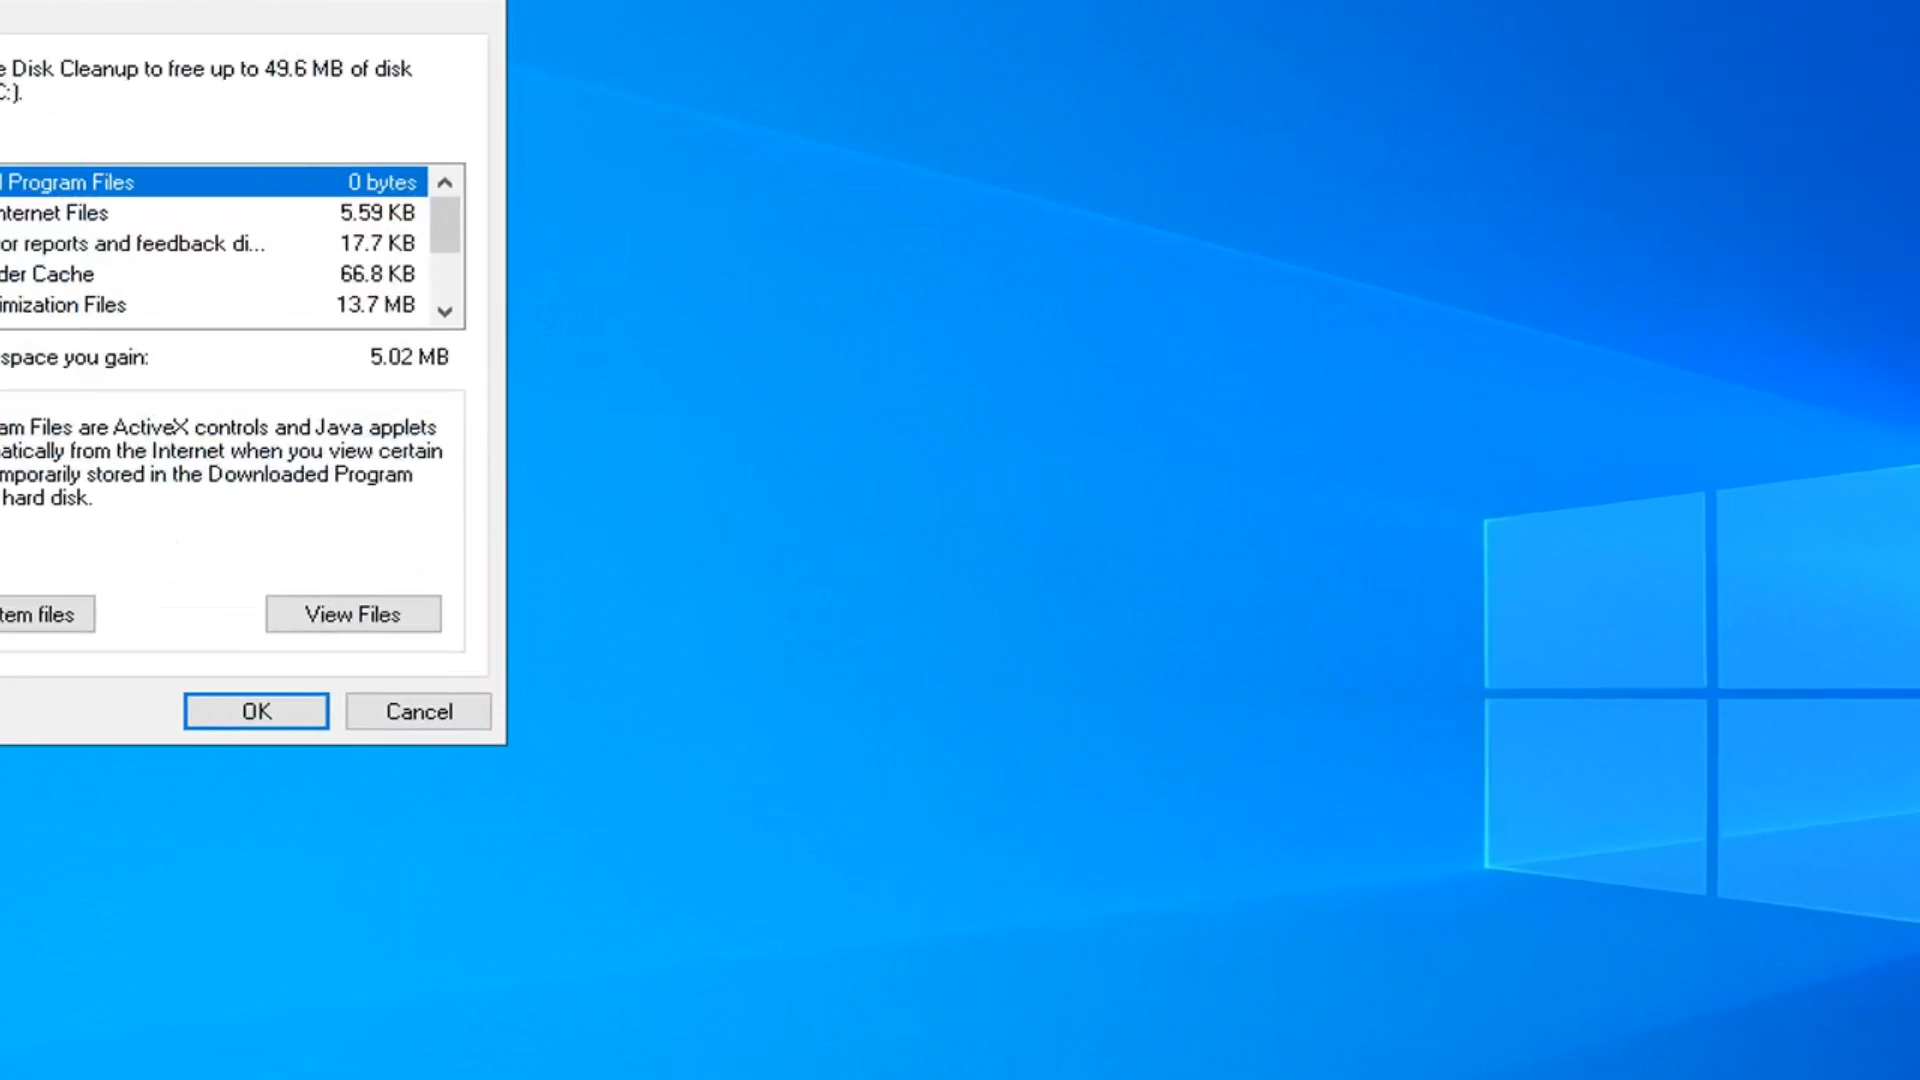 Disk Cleanup to free up to 49.6 MB of disk
C:).
Program Files 0 bytes
nternet Files 5.59 KB
or reports and feedback di... 17.7 KB
der Cache 66.8 KB
imization Files 13.7 MB
space you gain: 5.02 MB
am Files are ActiveX controls and Java applets
atically from the Internet when you view certain
mporarily stored in the Downloaded Program
hard disk.
tem files View Files
OK Cancel